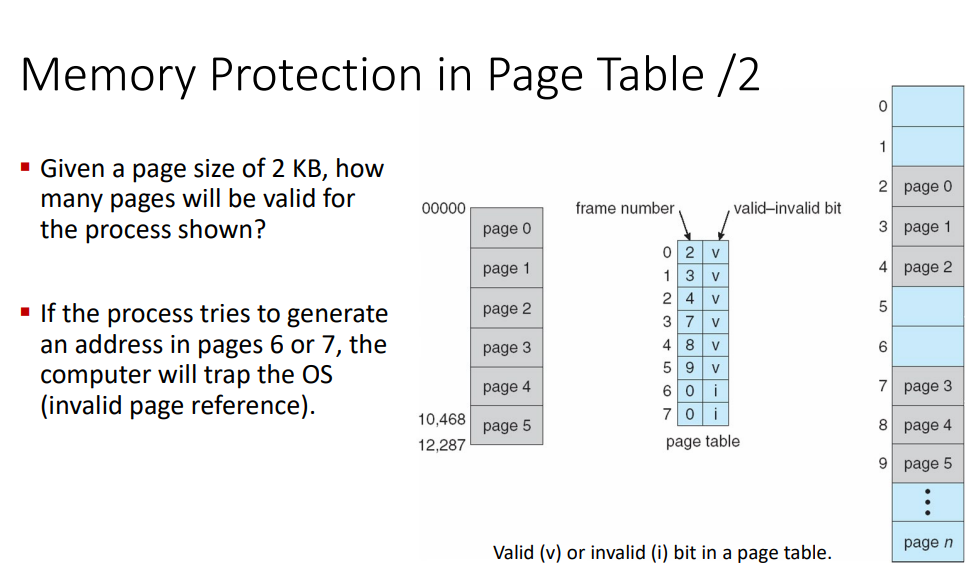 Memory Protection in Page Table /2
▪ Given a page size of 2 KB, how
many pages will be valid for
the process shown?
▪ If the process tries to generate
an address in pages 6 or 7, the
computer will trap the OS
(invalid page reference).
00000
page 0
page 1
page 2
page 3
page 4
10,468
page 5
12,287
frame number
valid–invalid bit
0 2 v
1 3 v
2 4 v
3 7 v
4 8 v
5 9 v
6 0 i
7 0 i
page table
0
1
2 page 0
3 page 1
4 page 2
5
6
7 page 3
8 page 4
9 page 5
⋮
page n
Valid (v) or invalid (i) bit in a page table.